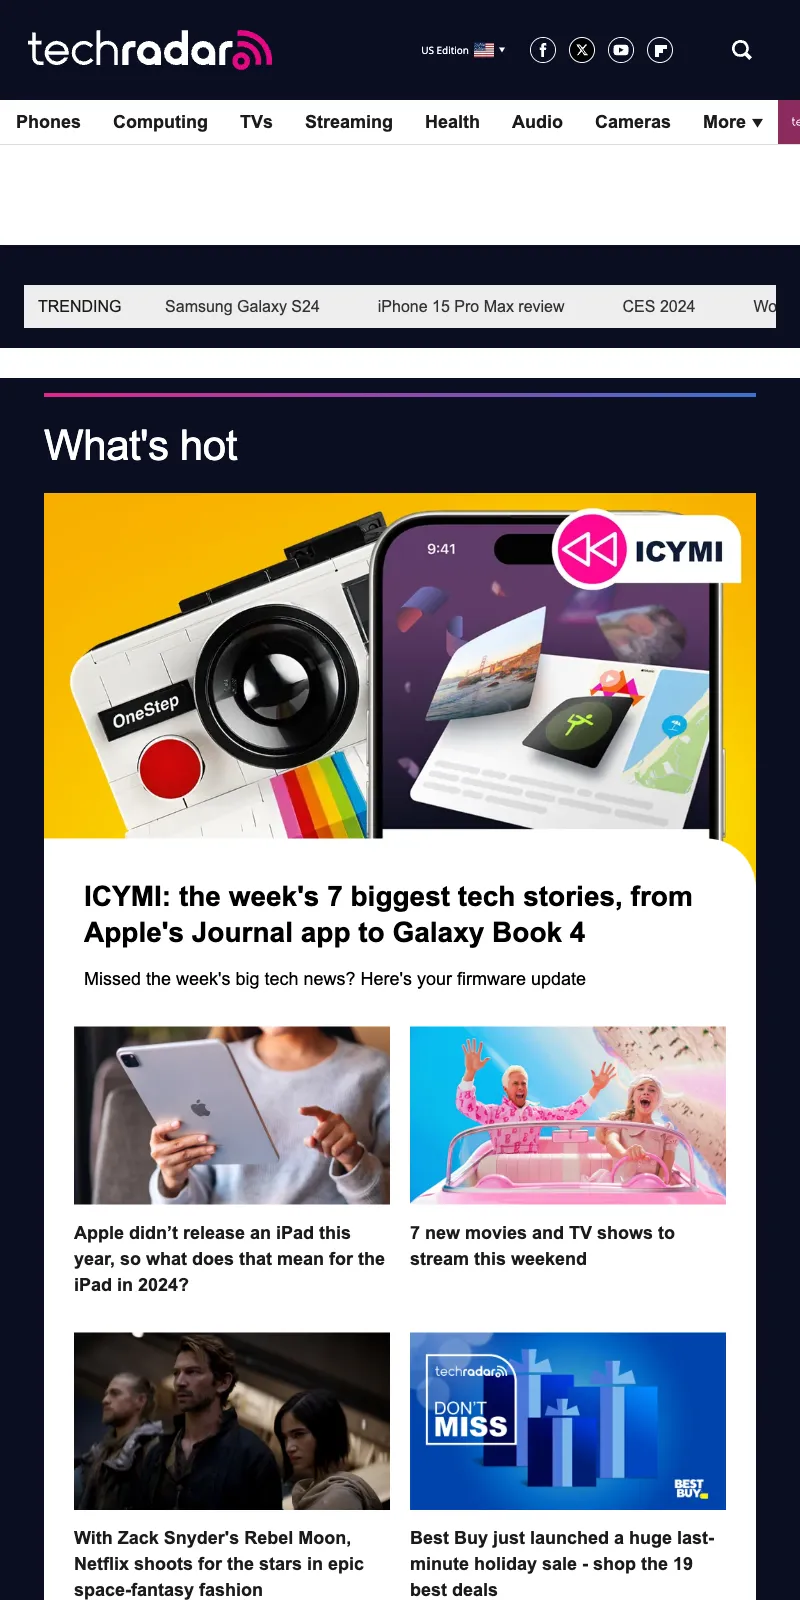 techradar
US Edition
Phones Computing TVs Streaming Health Audio Cameras More
te
TRENDING Samsung Galaxy S24 iPhone 15 Pro Max review CES 2024 Wo
What's hot
9:41
ICYMI
OneStep
ICYMI: the week's 7 biggest tech stories, from
Apple's Journal app to Galaxy Book 4
Missed the week's big tech news? Here's your firmware update
Apple didn’t release an iPad this
year, so what does that mean for the
iPad in 2024?
7 new movies and TV shows to
stream this weekend
techradar
DON'T
MISS
BEST
BUY
With Zack Snyder's Rebel Moon,
Netflix shoots for the stars in epic
space-fantasy fashion
Best Buy just launched a huge last-
minute holiday sale - shop the 19
best deals